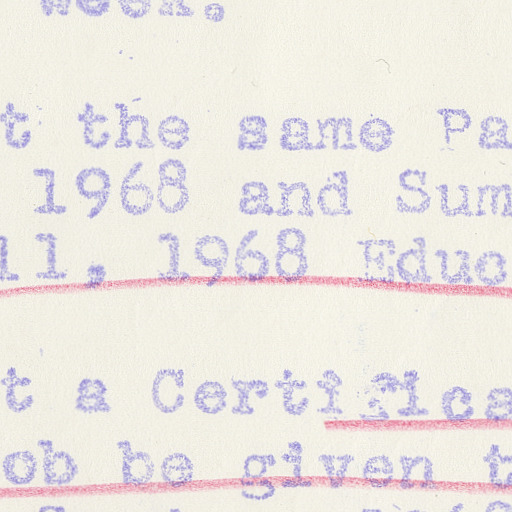 week.
t the same Pa
1968 and Sum
11, 1968 Educ
t a Certifica
ob be given t